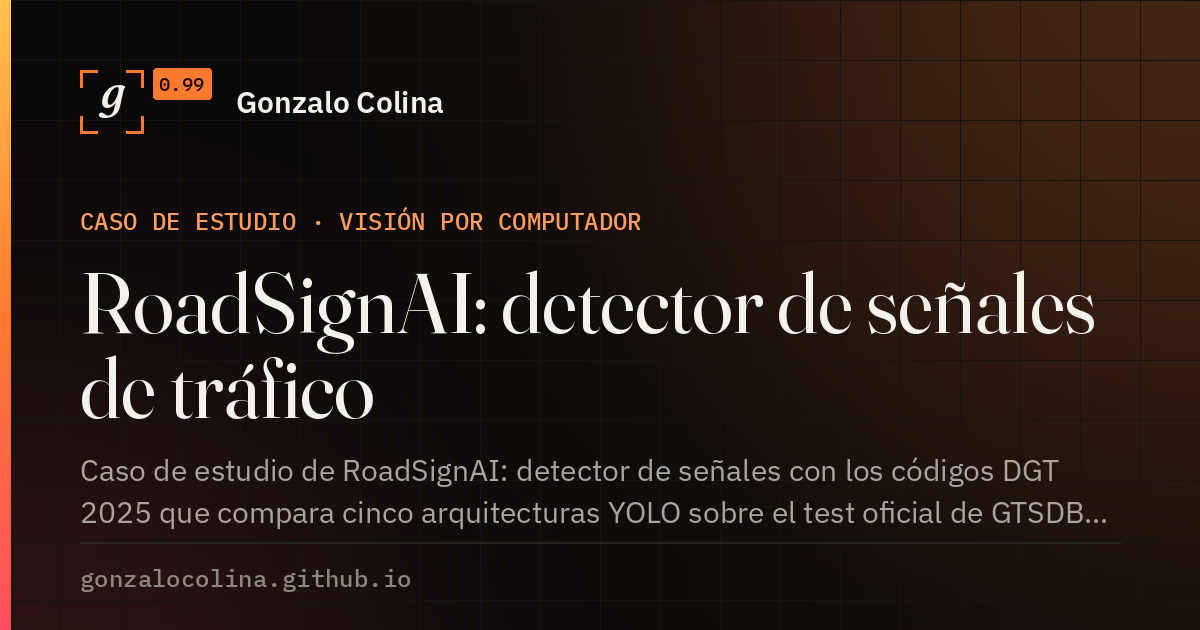 g
0.99
Gonzalo Colina
CASO DE ESTUDIO · VISIÓN POR COMPUTADOR
RoadSignAI: detector de señales
de tráfico
Caso de estudio de RoadSignAI: detector de señales con los códigos DGT
2025 que compara cinco arquitecturas YOLO sobre el test oficial de GTSDB…
gonzalocolina.github.io